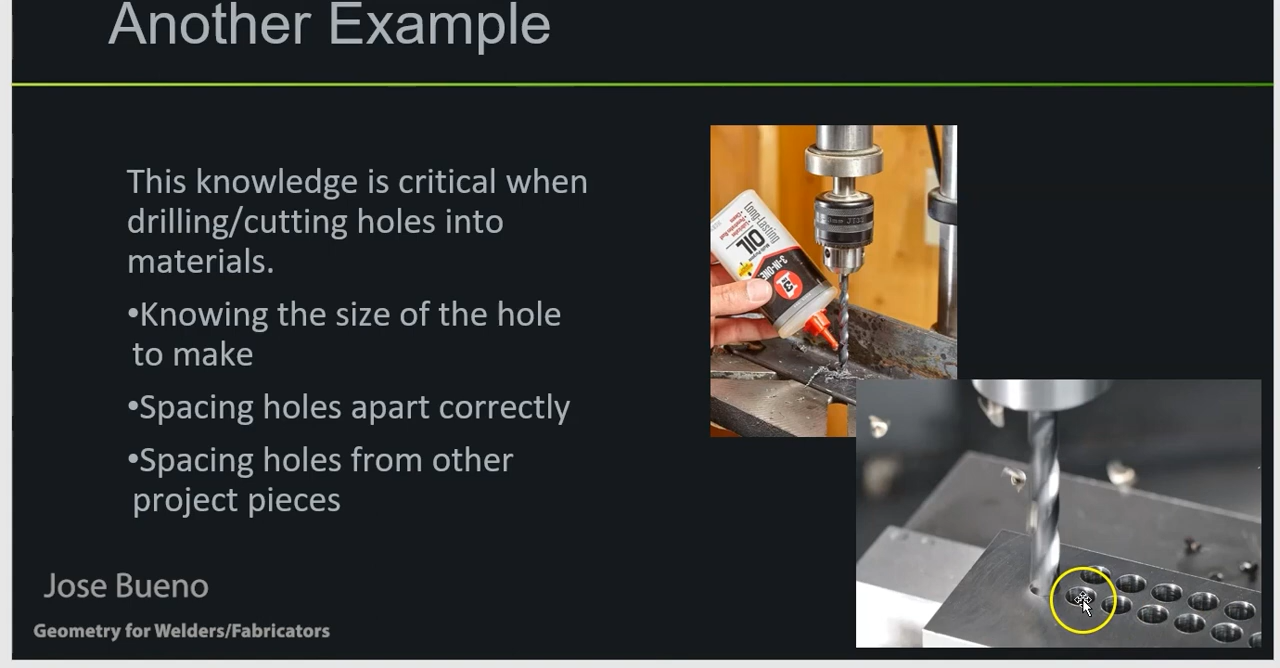 Another Example
This knowledge is critical when
drilling/cutting holes into
materials.
•Knowing the size of the hole
to make
•Spacing holes apart correctly
•Spacing holes from other
project pieces
Long-Lasting
OIL
3-IN-ONE
Jose Bueno
Geometry for Welders/Fabricators